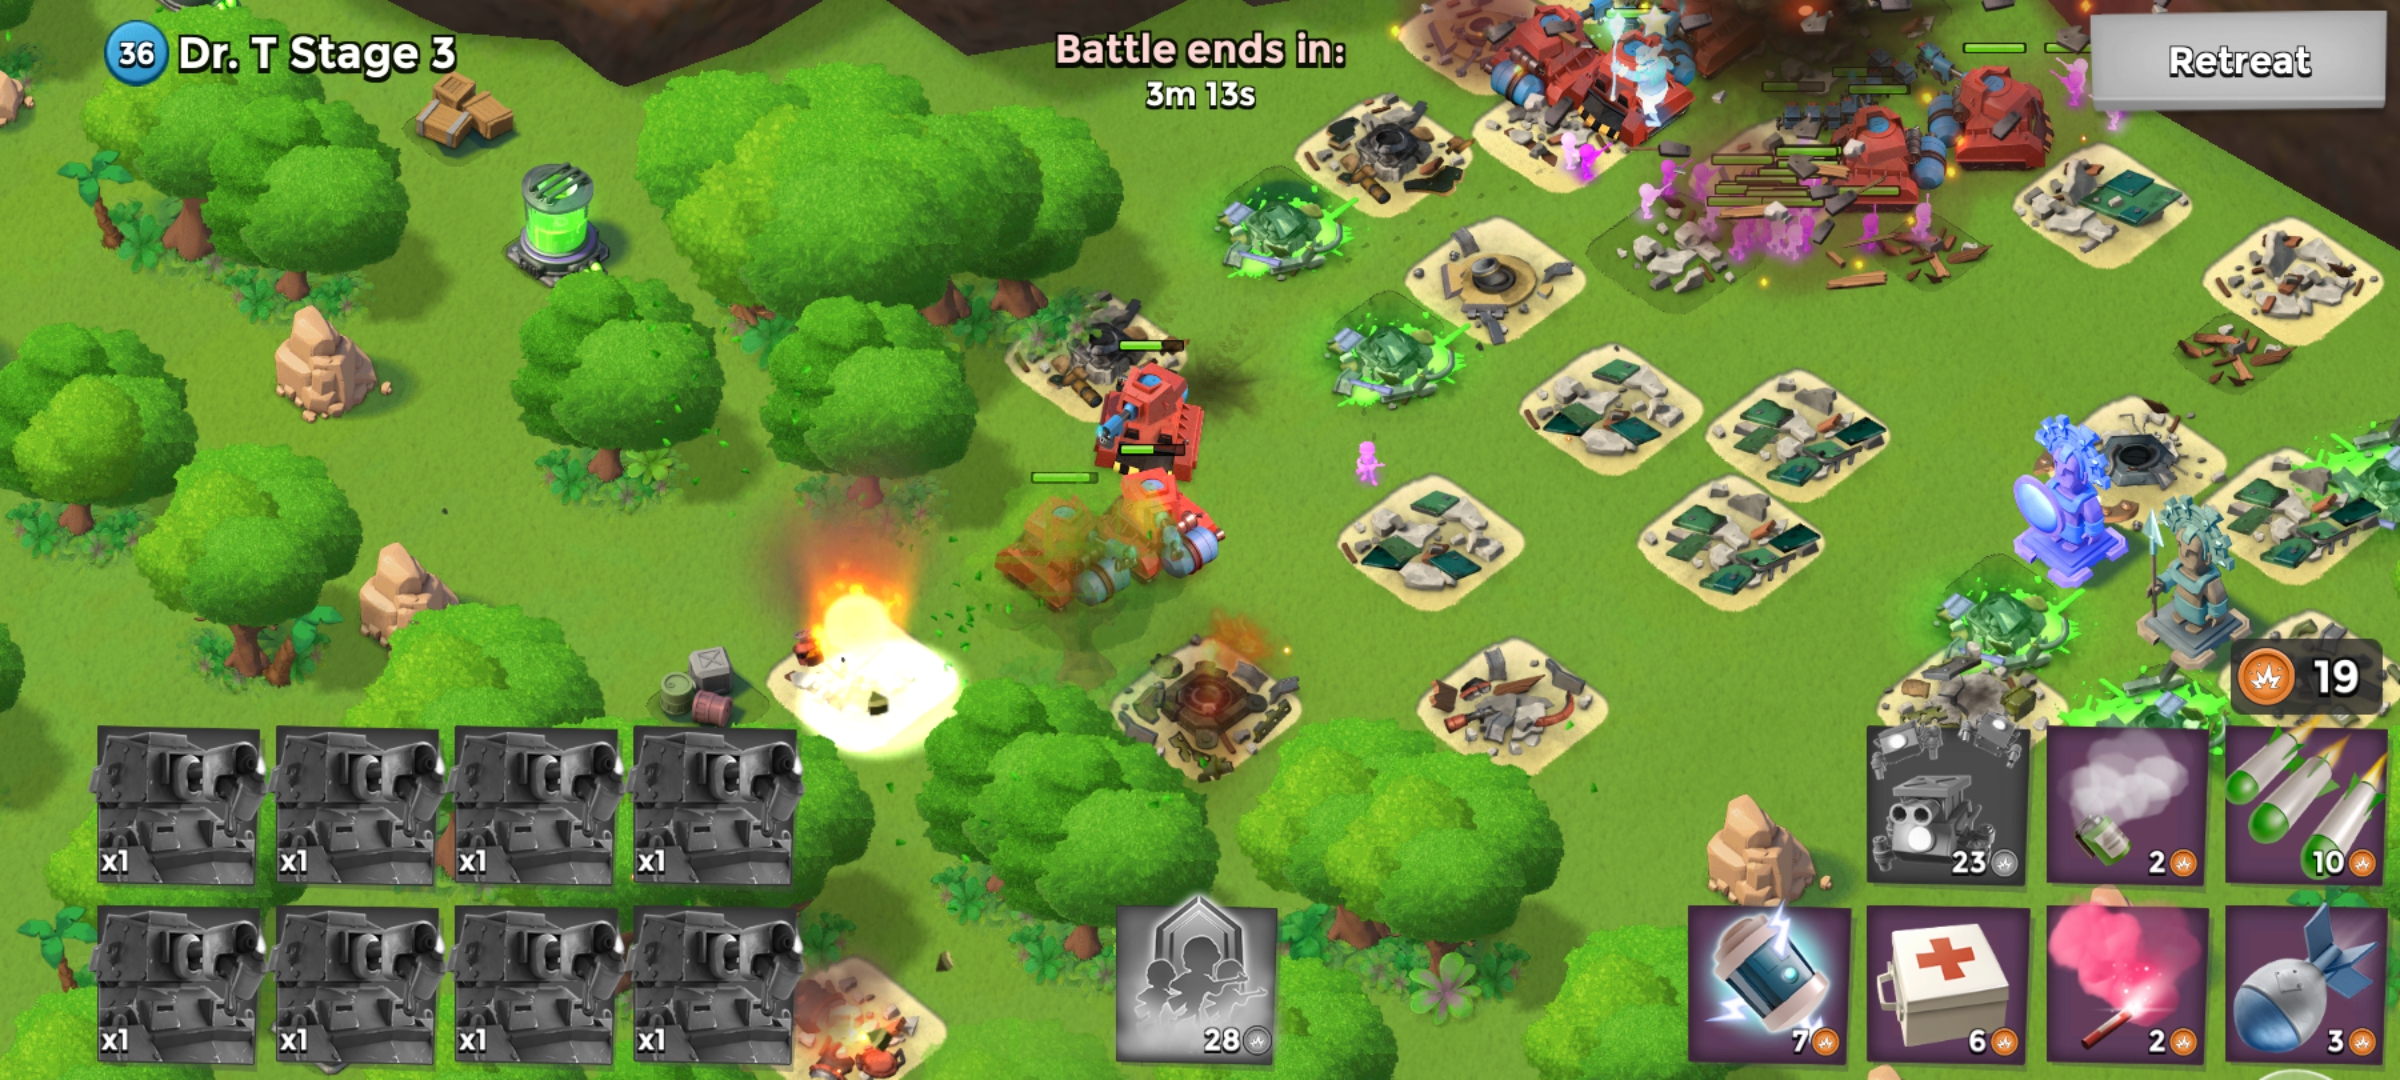 36 Dr. T Stage 3
Battle ends in:
3m 13s
Retreat
19
x1
x1
x1
x1
23
2
10
x1
x1
x1
x1
28
7
6
2
3